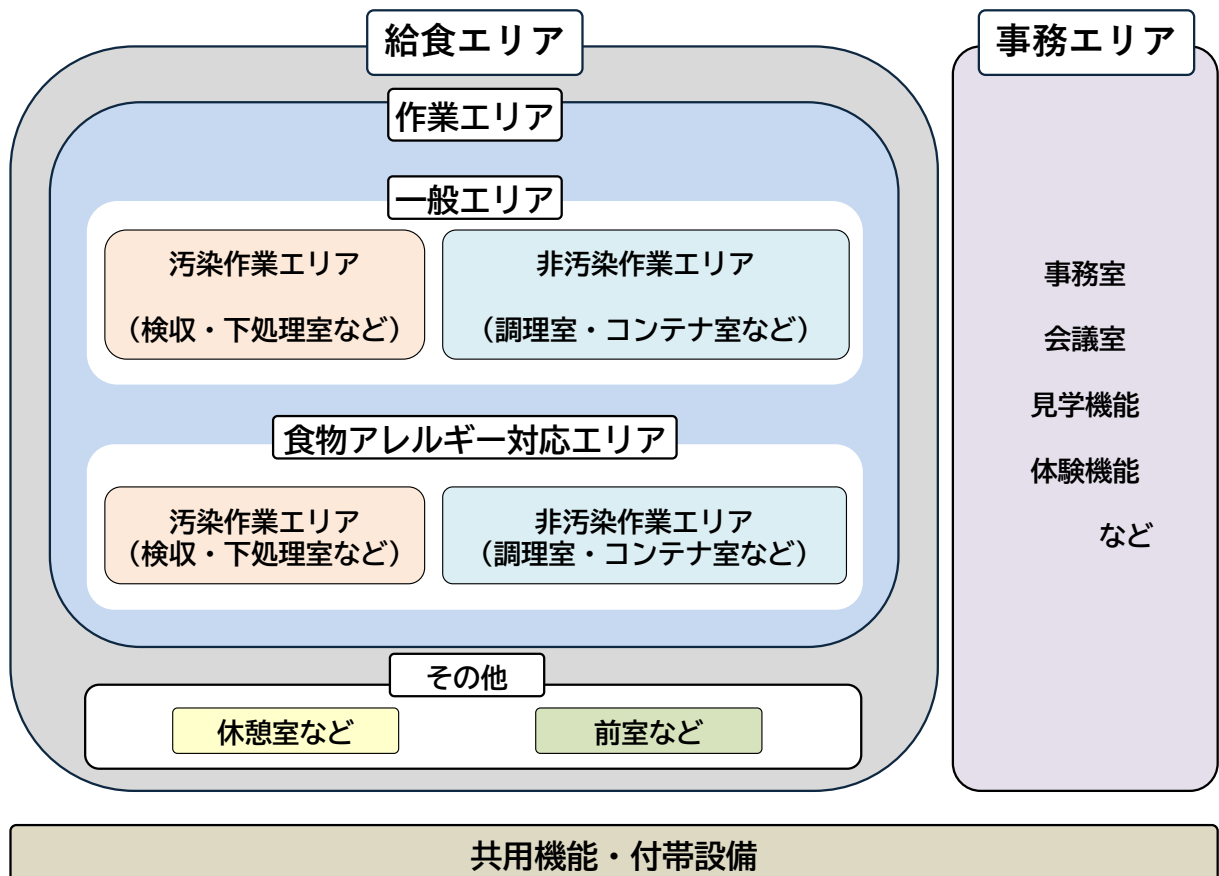 給食エリア
作業エリア
一般エリア
汚染作業エリア
（検収・下処理室など）
非汚染作業エリア
（調理室・コンテナ室など）
食物アレルギー対応エリア
汚染作業エリア
（検収・下処理室など）
非汚染作業エリア
（調理室・コンテナ室など）
その他
休憩室など
前室など
事務エリア
事務室
会議室
見学機能
体験機能
など
共用機能・付帯設備